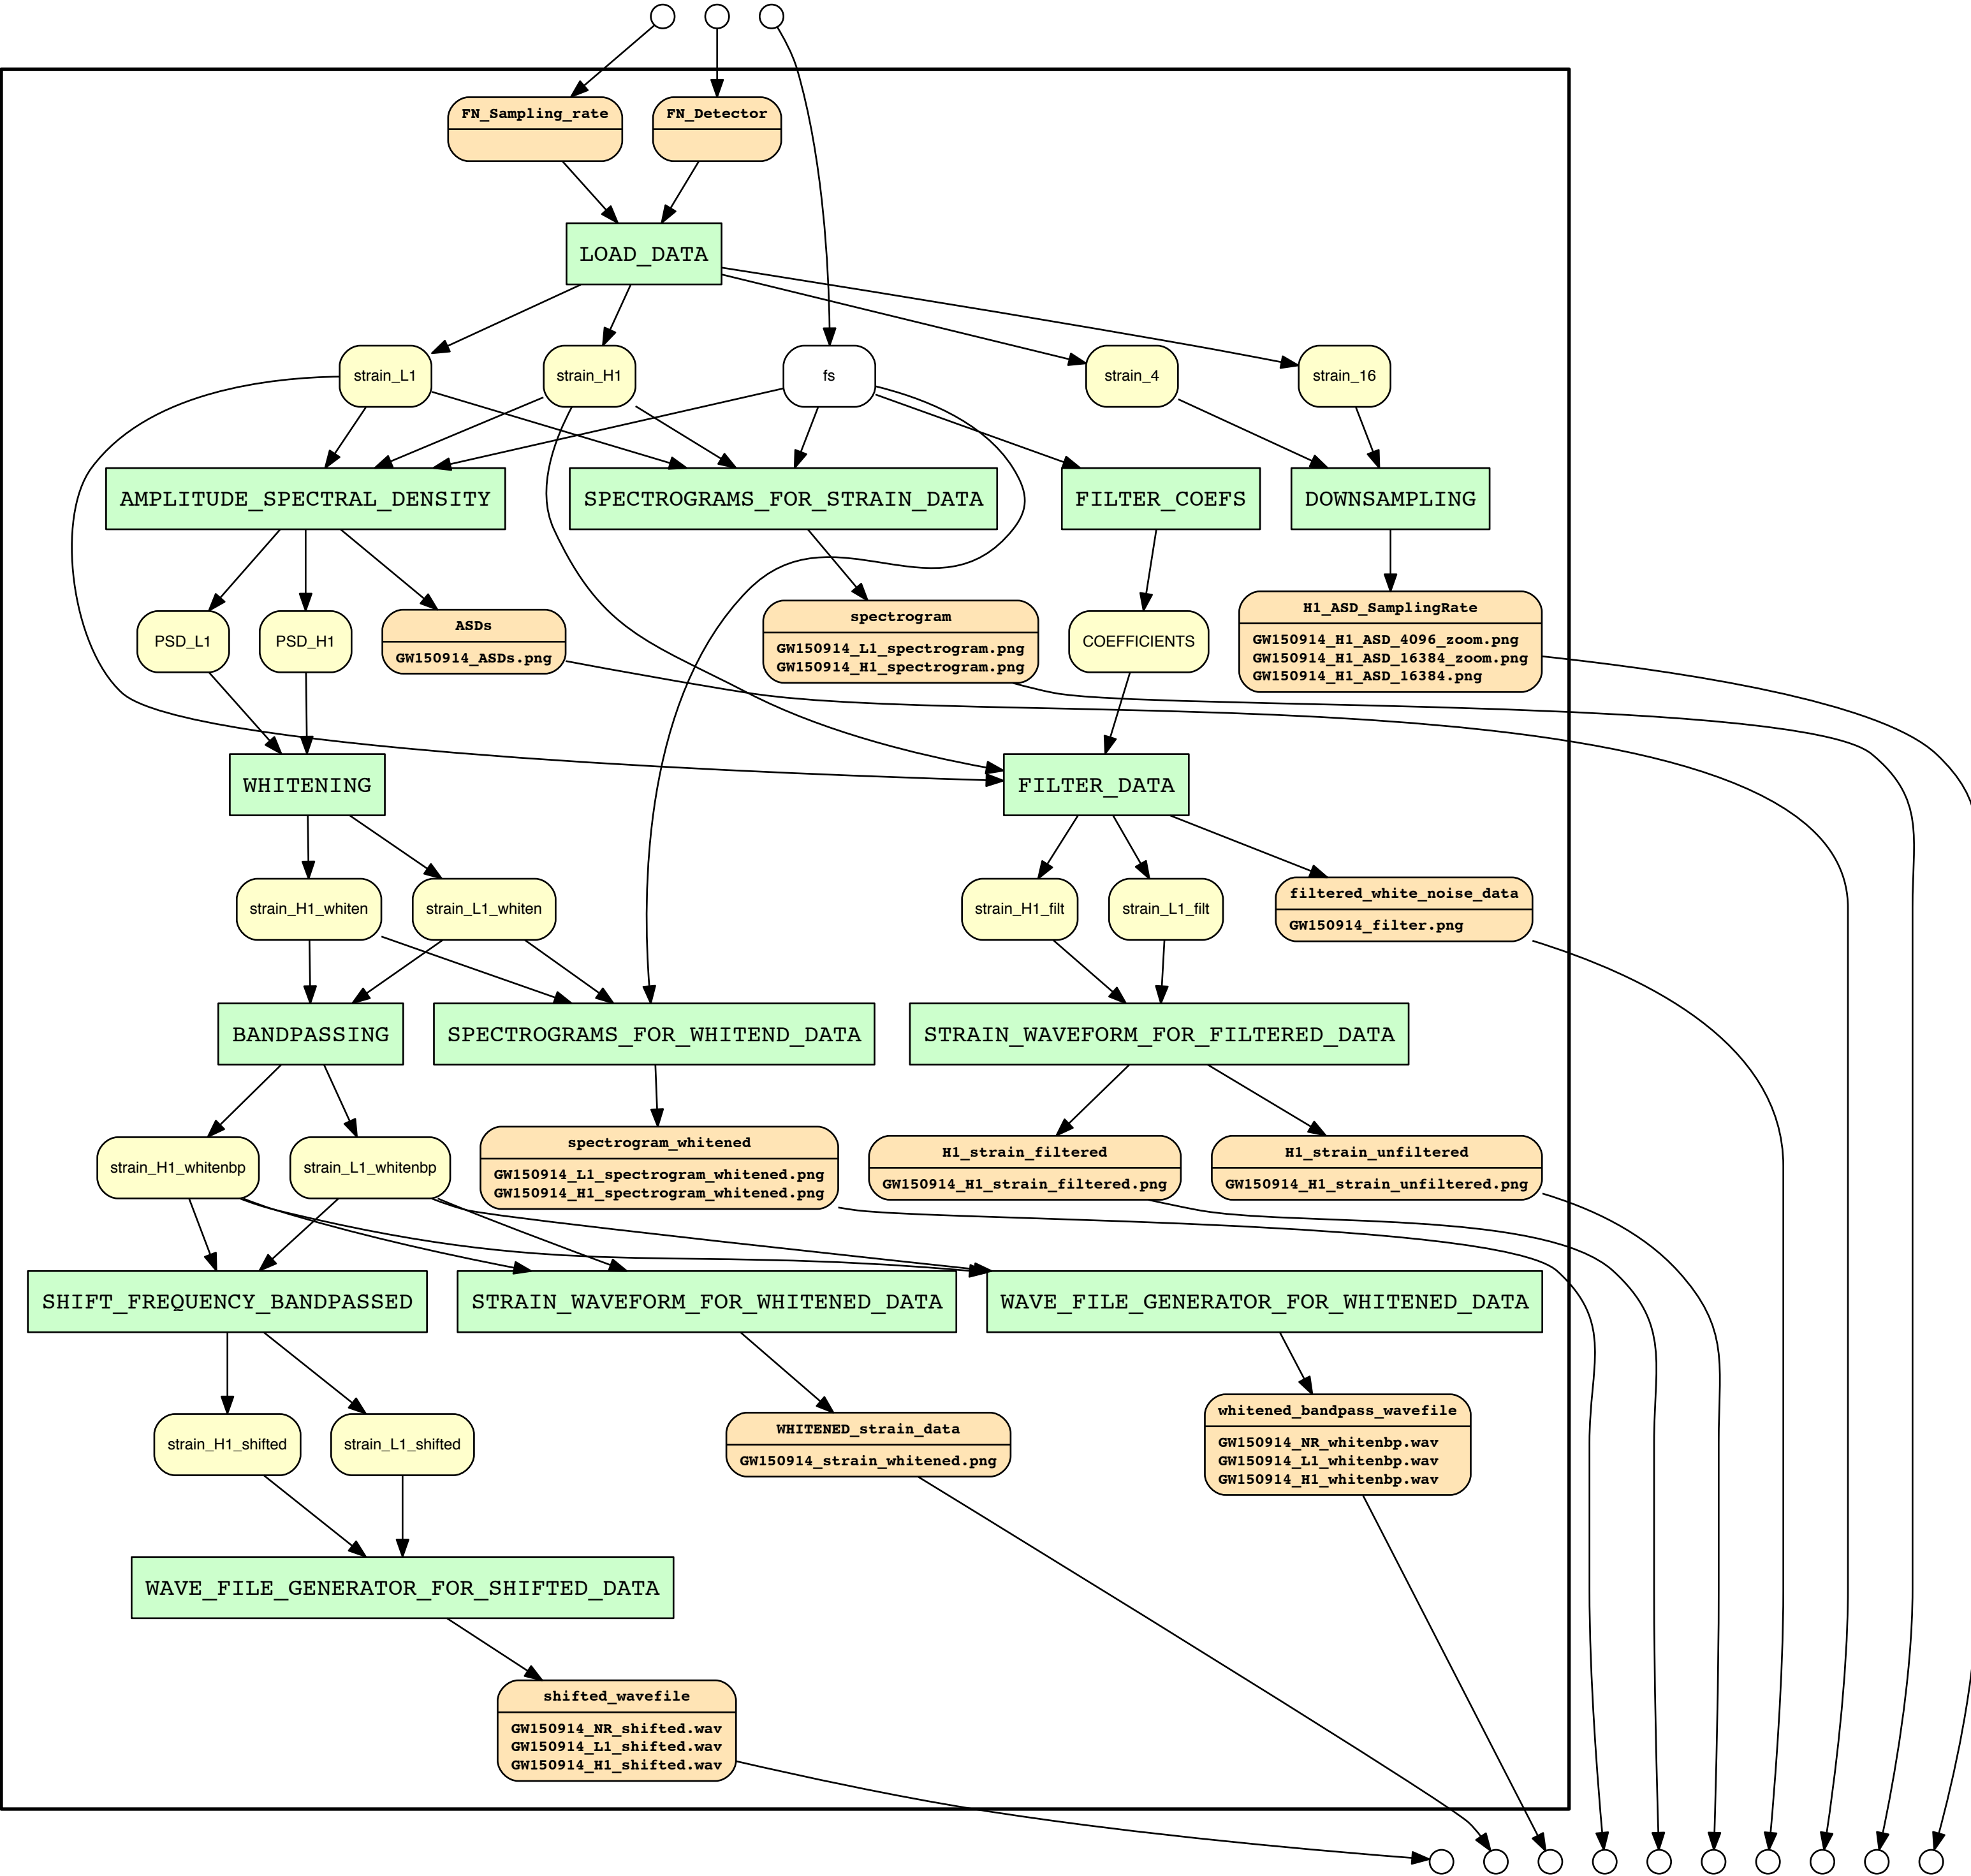 FN_Sampling_rate
FN_Detector
LOAD_DATA
strain_L1
strain_H1
fs
strain_4
strain_16
AMPLITUDE_SPECTRAL_DENSITY
SPECTROGRAMS_FOR_STRAIN_DATA
FILTER_COEFS
DOWNSAMPLING
PSD_L1
PSD_H1
ASDs
GW150914_ASDs.png
spectrogram
GW150914_L1_spectrogram.png
GW150914_H1_spectrogram.png
COEFFICIENTS
H1_ASD_SamplingRate
GW150914_H1_ASD_4096_zoom.png
GW150914_H1_ASD_16384_zoom.png
GW150914_H1_ASD_16384.png
WHITENING
FILTER_DATA
strain_H1_whiten
strain_L1_whiten
strain_H1_filt
strain_L1_filt
filtered_white_noise_data
GW150914_filter.png
BANDPASSING
SPECTROGRAMS_FOR_WHITEND_DATA
STRAIN_WAVEFORM_FOR_FILTERED_DATA
strain_H1_whitenbp
strain_L1_whitenbp
spectrogram_whitened
GW150914_L1_spectrogram_whitened.png
GW150914_H1_spectrogram_whitened.png
H1_strain_filtered
GW150914_H1_strain_filtered.png
H1_strain_unfiltered
GW150914_H1_strain_unfiltered.png
SHIFT_FREQUENCY_BANDPASSED
STRAIN_WAVEFORM_FOR_WHITENED_DATA
WAVE_FILE_GENERATOR_FOR_WHITENED_DATA
strain_H1_shifted
strain_L1_shifted
WHITENED_strain_data
GW150914_strain_whitened.png
whitened_bandpass_wavefile
GW150914_NR_whitenbp.wav
GW150914_L1_whitenbp.wav
GW150914_H1_whitenbp.wav
WAVE_FILE_GENERATOR_FOR_SHIFTED_DATA
shifted_wavefile
GW150914_NR_shifted.wav
GW150914_L1_shifted.wav
GW150914_H1_shifted.wav